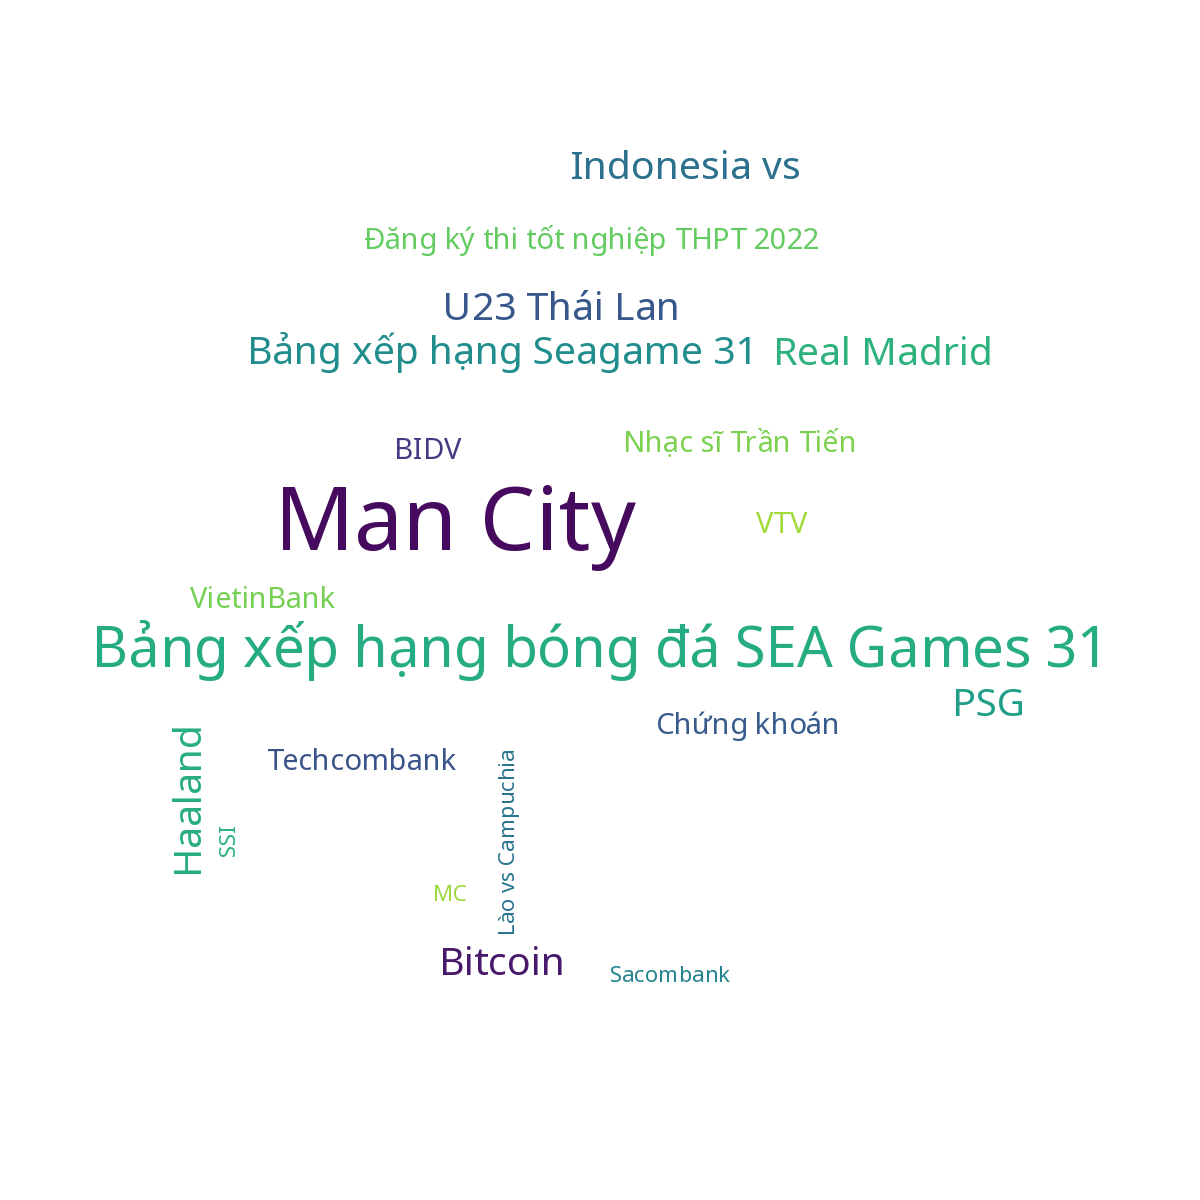 Indonesia vs
Đăng ký thi tốt nghiệp THPT 2022
U23 Thái Lan
Bảng xếp hạng Seagame 31
Real Madrid
BIDV
Nhạc sĩ Trần Tiến
Man City
VTV
VietinBank
Bảng xếp hạng bóng đá SEA Games 31
PSG
Chứng khoán
Haaland
Techcombank
Lào vs Campuchia
SSI
MC
Bitcoin
Sacombank